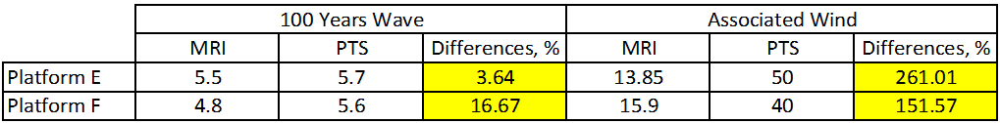 100 Years Wave Associated Wind
MRI PTS Differences, % MRI PTS Differences, %
Platform E 5.5 5.7 3.64 13.85 50 261.01
Platform F 4.8 5.6 16.67 15.9 40 151.57